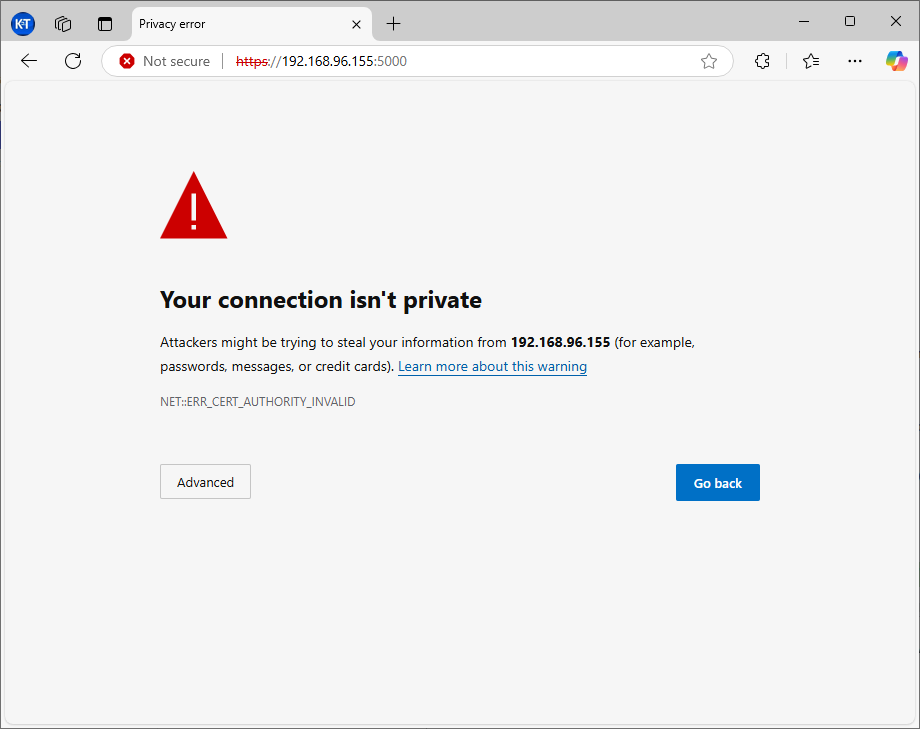 K&T
Privacy error
Not secure
https://192.168.96.155:5000
!
Your connection isn't private
Attackers might be trying to steal your information from 192.168.96.155 (for example,
passwords, messages, or credit cards). Learn more about this warning
NET::ERR_CERT_AUTHORITY_INVALID
Advanced
Go back